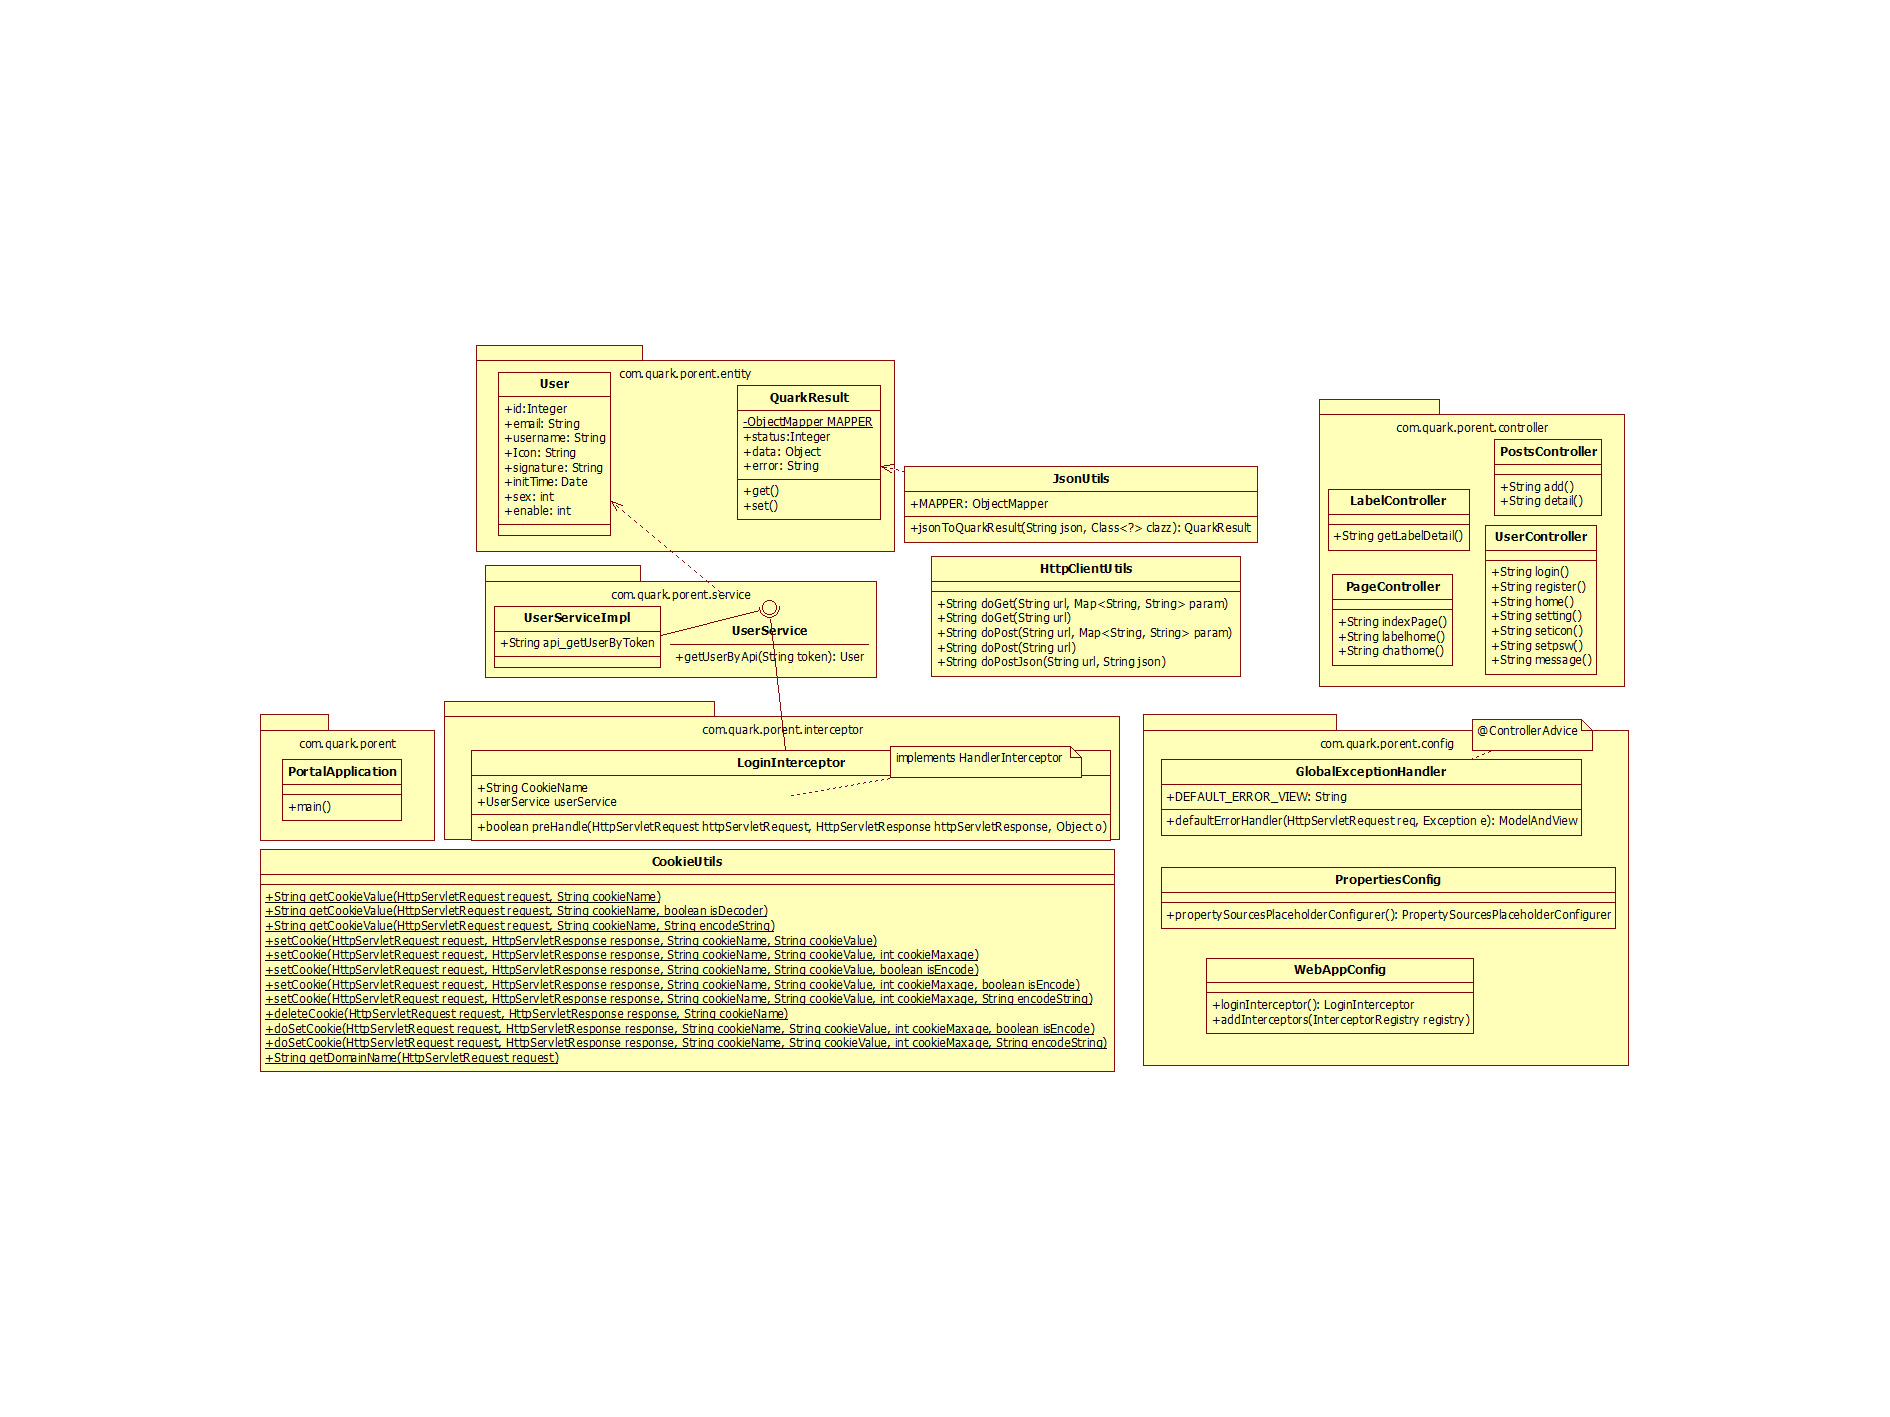 com.quark.porent.entity
User
+id:Integer
+email: String
+username: String
+Icon: String
+signature: String
+initTime: Date
+sex: int
+enable: int
QuarkResult
-ObjectMapper MAPPER
+status:Integer
+data: Object
+error: String
+get()
+set()
JsonUtils
+MAPPER: ObjectMapper
+jsonToQuarkResult(String json, Class<?> clazz): QuarkResult
com.quark.porent.service
UserServiceImpl
+String api_getUserByToken
UserService
+getUserByApi(String token): User
HttpClientUtils
+String doGet(String url, Map<String, String> param)
+String doGet(String url)
+String doPost(String url, Map<String, String> param)
+String doPost(String url)
+String doPostJson(String url, String json)
com.quark.porent.controller
PostsController
+String add()
+String detail()
LabelController
+String getLabelDetail()
UserController
+String login()
+String register()
+String home()
+String setting()
+String seticon()
+String setpsw()
+String message()
PageController
+String indexPage()
+String labelhome()
+String chathome()
com.quark.porent
PortalApplication
+main()
com.quark.porent.interceptor
LoginInterceptor
implements HandlerInterceptor
+String CookieName
+UserService userService
+boolean preHandle(HttpServletRequest httpServletRequest, HttpServletResponse httpServletResponse, Object o)
com.quark.porent.config
@ControllerAdvice
GlobalExceptionHandler
+DEFAULT_ERROR_VIEW: String
+defaultErrorHandler(HttpServletRequest req, Exception e): ModelAndView
PropertiesConfig
+propertySourcesPlaceholderConfigurer(): PropertySourcesPlaceholderConfigurer
WebAppConfig
+loginInterceptor(): LoginInterceptor
+addInterceptors(InterceptorRegistry registry)
CookieUtils
+String getCookieValue(HttpServletRequest request, String cookieName)
+String getCookieValue(HttpServletRequest request, String cookieName, boolean isDecoder)
+String getCookieValue(HttpServletRequest request, String cookieName, String encodeString)
+setCookie(HttpServletRequest request, HttpServletResponse response, String cookieName, String cookieValue)
+setCookie(HttpServletRequest request, HttpServletResponse response, String cookieName, String cookieValue, int cookieMaxage)
+setCookie(HttpServletRequest request, HttpServletResponse response, String cookieName, String cookieValue, boolean isEncode)
+setCookie(HttpServletRequest request, HttpServletResponse response, String cookieName, String cookieValue, int cookieMaxage, boolean isEncode)
+setCookie(HttpServletRequest request, HttpServletResponse response, String cookieName, String cookieValue, int cookieMaxage, String encodeString)
+deleteCookie(HttpServletRequest request, HttpServletResponse response, String cookieName)
+doSetCookie(HttpServletRequest request, HttpServletResponse response, String cookieName, String cookieValue, int cookieMaxage, boolean isEncode)
+doSetCookie(HttpServletRequest request, HttpServletResponse response, String cookieName, String cookieValue, int cookieMaxage, String encodeString)
+String getDomainName(HttpServletRequest request)